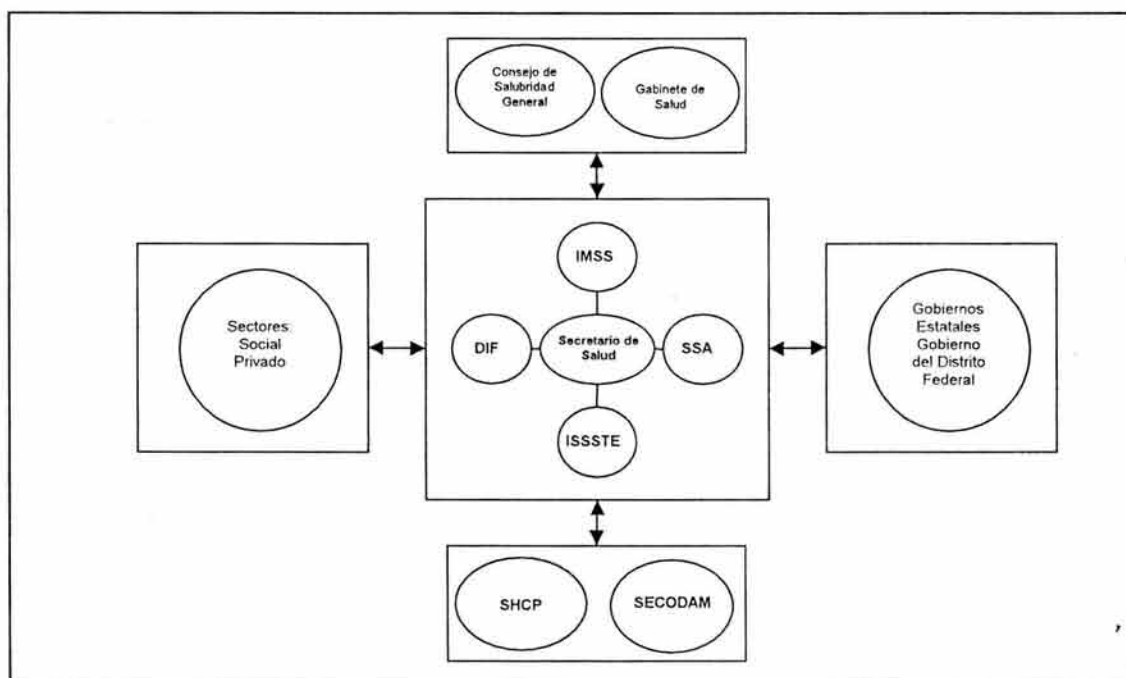 Consejo de
Salubridad
General
Gabinete de
Salud
IMSS
Sectores:
Social
Privado
DIF
Secretario de
Salud
SSA
Gobiernos
Estatales
Gobierno
del Distrito
Federal
ISSSTE
SHCP
SECODAM